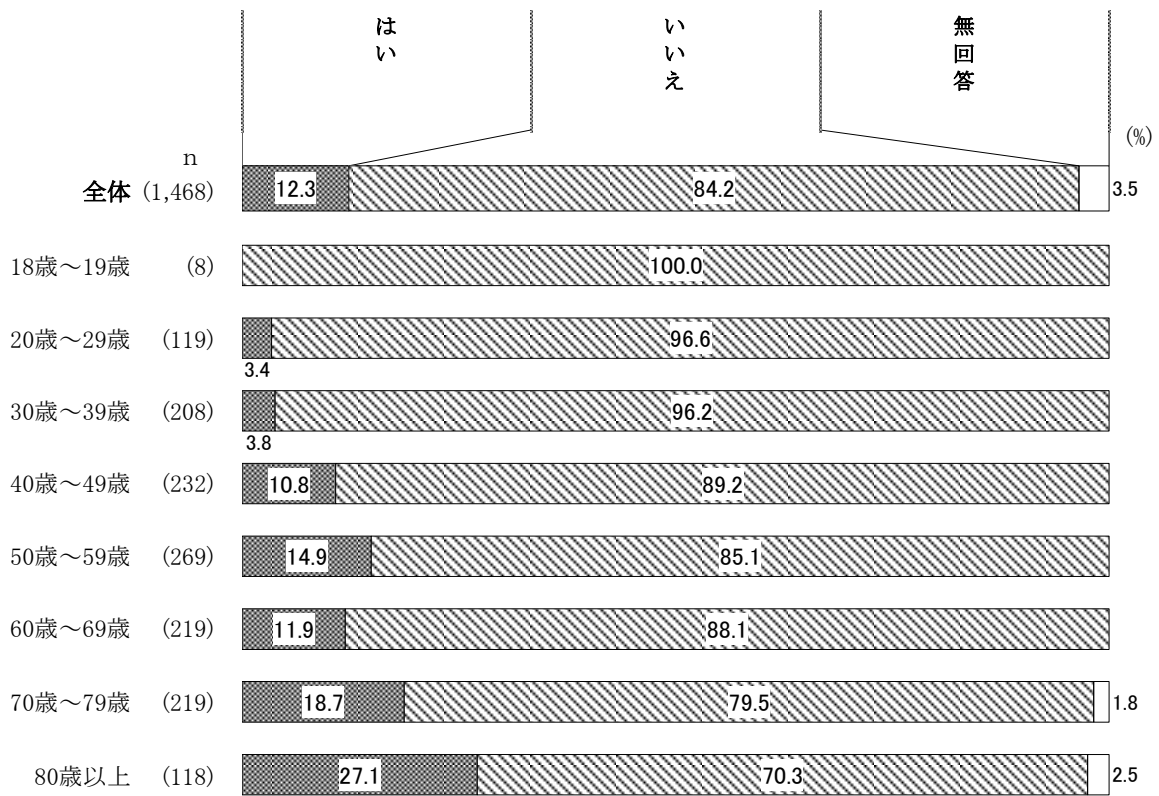 はい
いいえ
無回答
(%)
n
全体 (1,468) 12.3 84.2 3.5
18歳～19歳 (8) 100.0
20歳～29歳 (119) 96.6
3.4
30歳～39歳 (208) 96.2
3.8
40歳～49歳 (232) 10.8 89.2
50歳～59歳 (269) 14.9 85.1
60歳～69歳 (219) 11.9 88.1
70歳～79歳 (219) 18.7 79.5 1.8
80歳以上 (118) 27.1 70.3 2.5